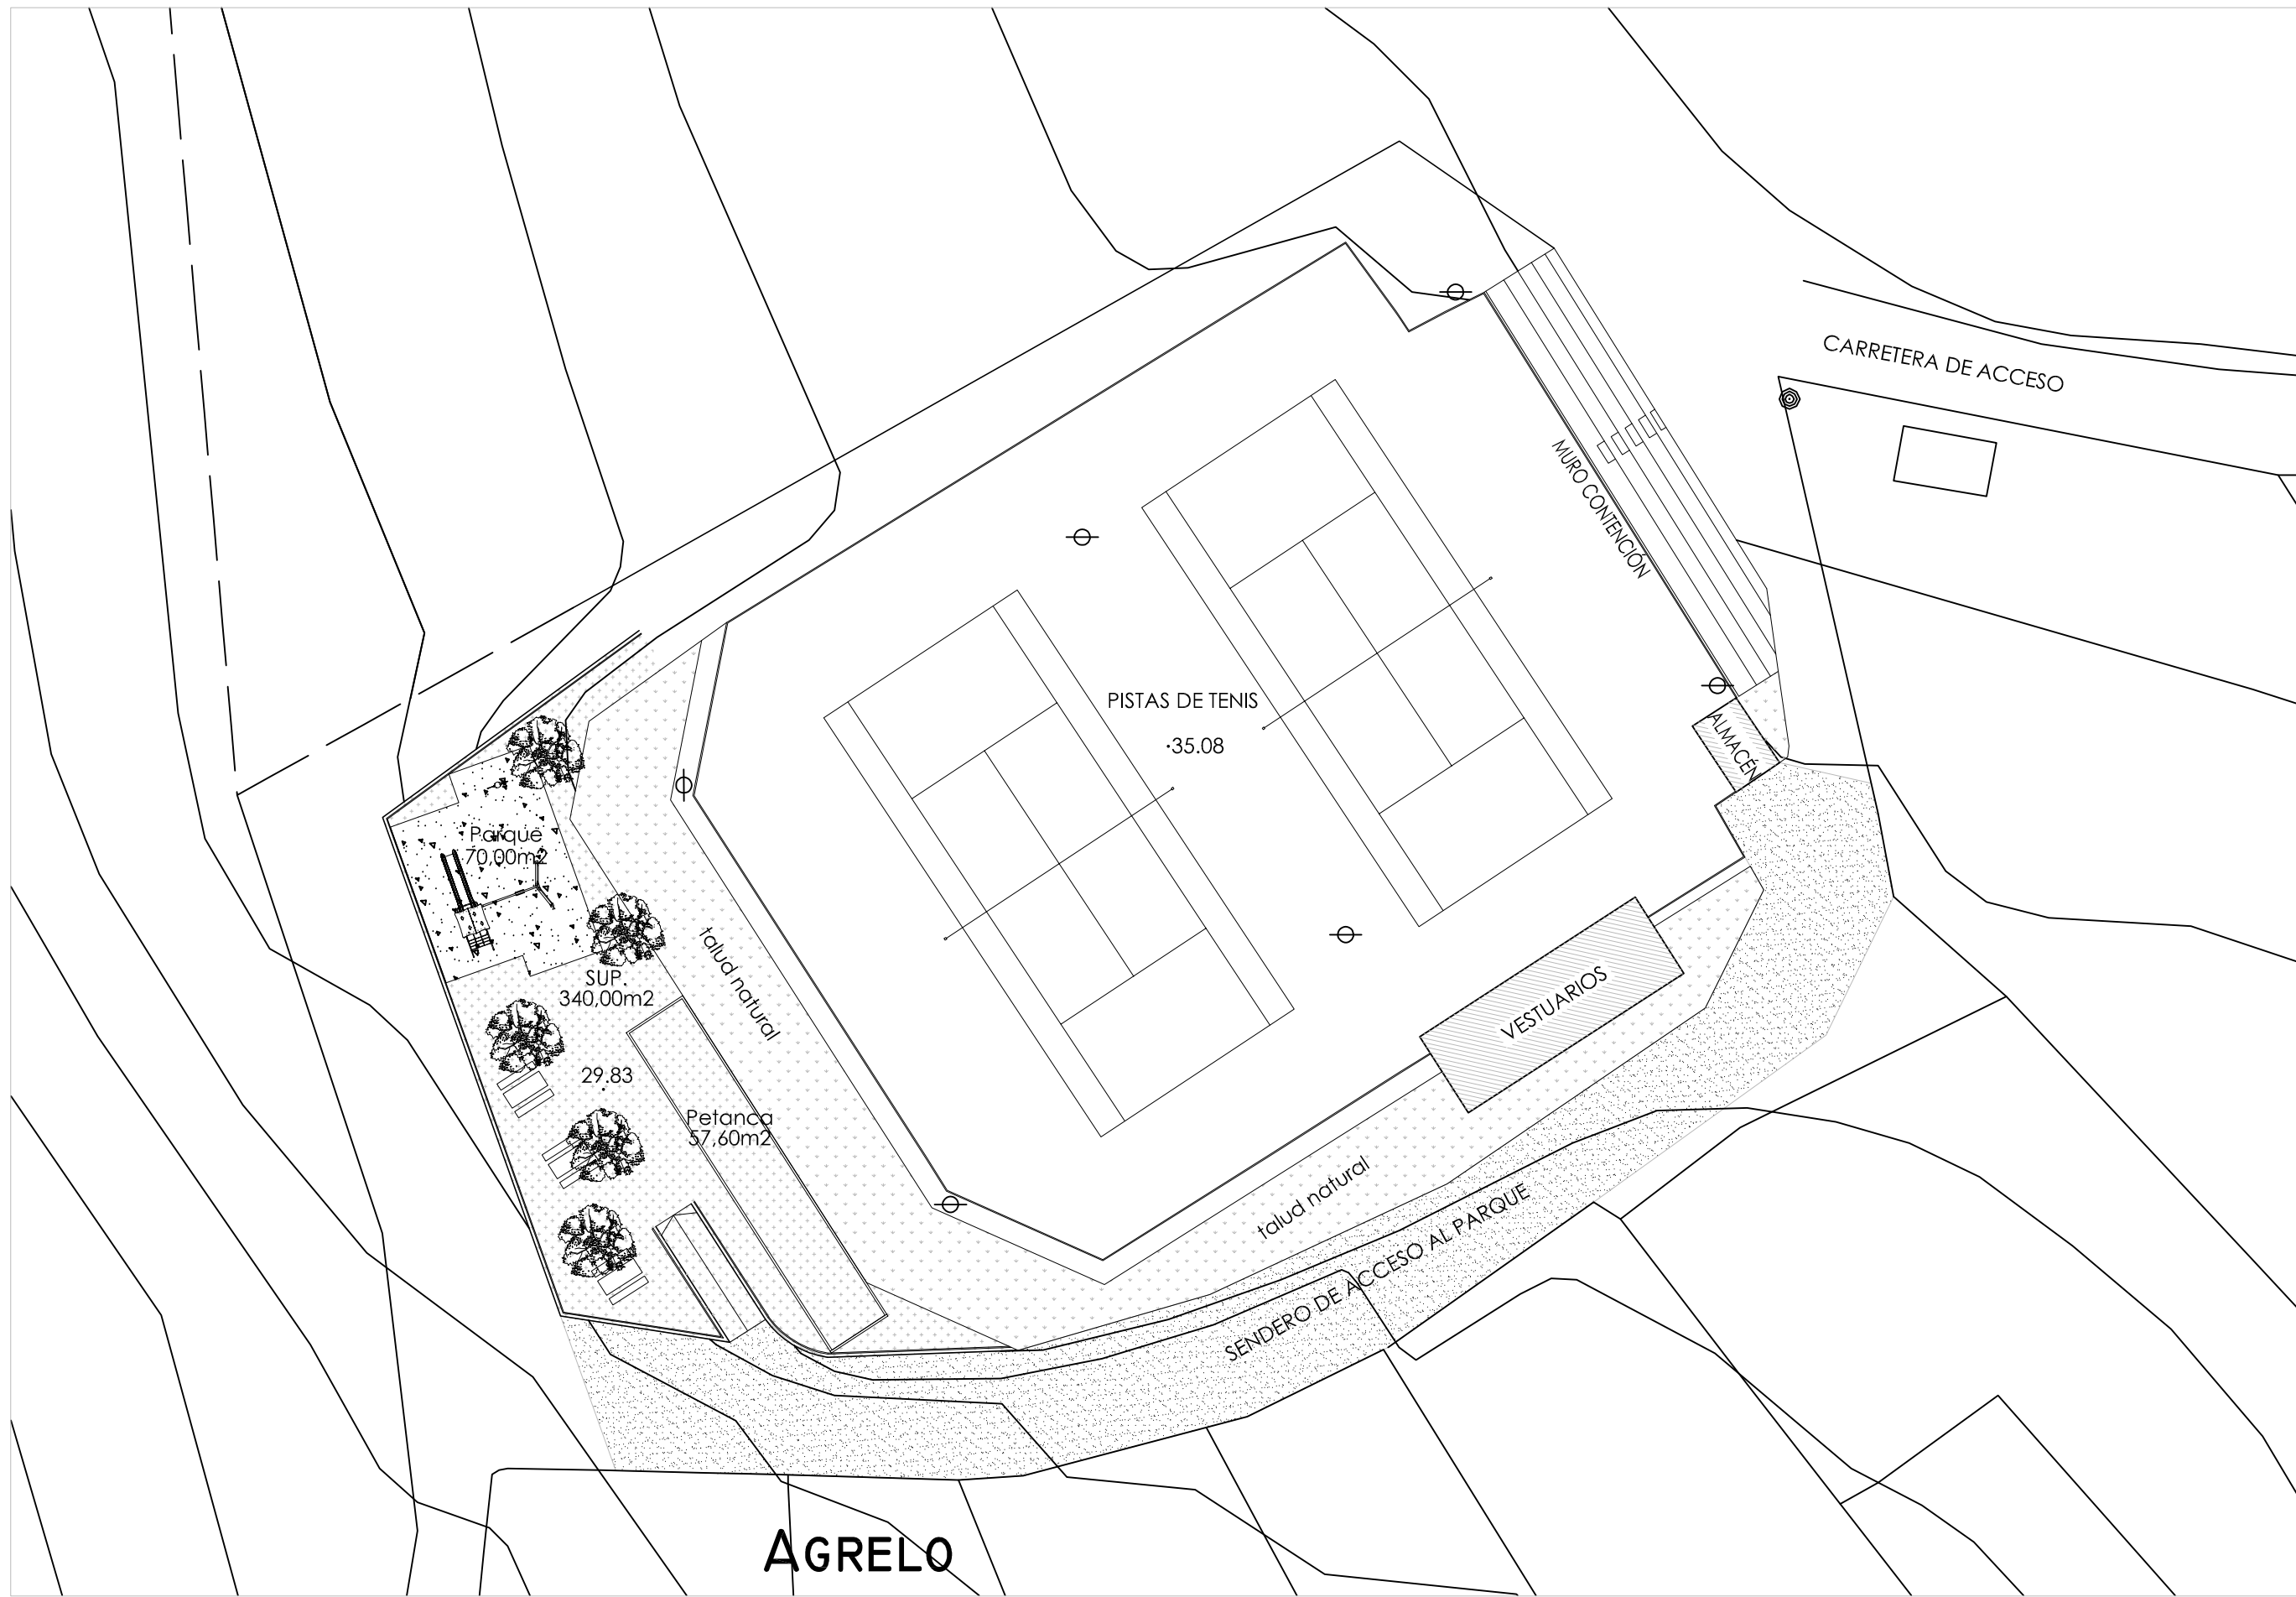 CARRETERA DE ACCESO
MURO CONTENCIÓN
PISTAS DE TENIS
35.08
ALMACÉN
Parque
70,00m2
talud natural
SUP.
340,00m2
VESTUARIOS
29.83
Petanca
57,60m2
talud natural
SENDERO DE ACCESO AL PARQUE
AGRELO